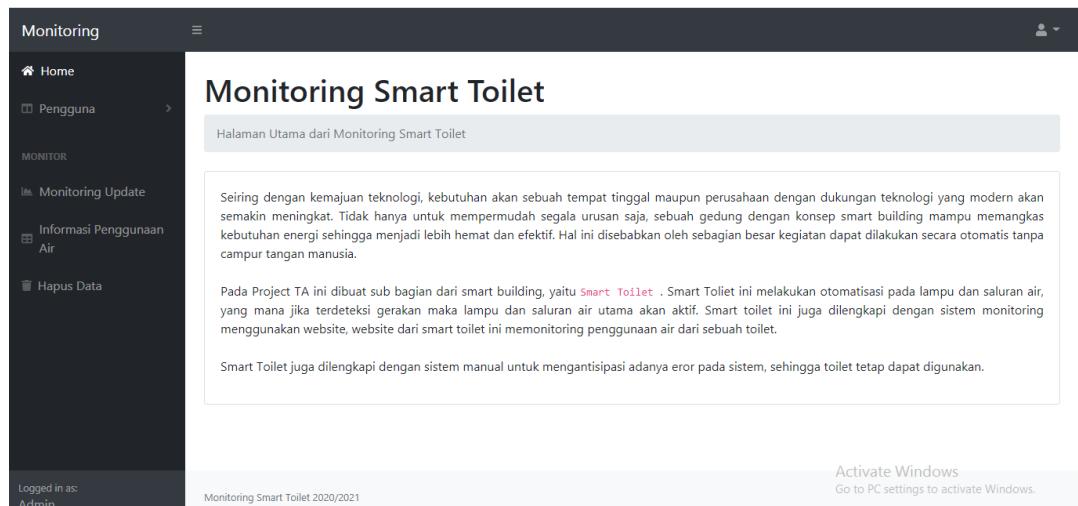 Monitoring
Home
Pengguna
MONITOR
Monitoring Update
Informasi Penggunaan
Air
Hapus Data
Logged in as:
Admin
Monitoring Smart Toilet
Halaman Utama dari Monitoring Smart Toilet
Seiring dengan kemajuan teknologi, kebutuhan akan sebuah tempat tinggal maupun perusahaan dengan dukungan teknologi yang modern akan
semakin meningkat. Tidak hanya untuk mempermudah segala urusan saja, sebuah gedung dengan konsep smart building mampu memangkas
kebutuhan energi sehingga menjadi lebih hemat dan efektif. Hal ini disebabkan oleh sebagian besar kegiatan dapat dilakukan secara otomatis tanpa
campur tangan manusia.
Pada Project TA ini dibuat sub bagian dari smart building, yaitu Smart Toilet . Smart Toliet ini melakukan otomatisasi pada lampu dan saluran air,
yang mana jika terdeteksi gerakan maka lampu dan saluran air utama akan aktif. Smart toilet ini juga dilengkapi dengan sistem monitoring
menggunakan website, website dari smart toilet ini memonitoring penggunaan air dari sebuah toilet.
Smart Toilet juga dilengkapi dengan sistem manual untuk mengantisipasi adanya eror pada sistem, sehingga toilet tetap dapat digunakan.
Activate Windows
Go to PC settings to activate Windows.
Monitoring Smart Toilet 2020/2021